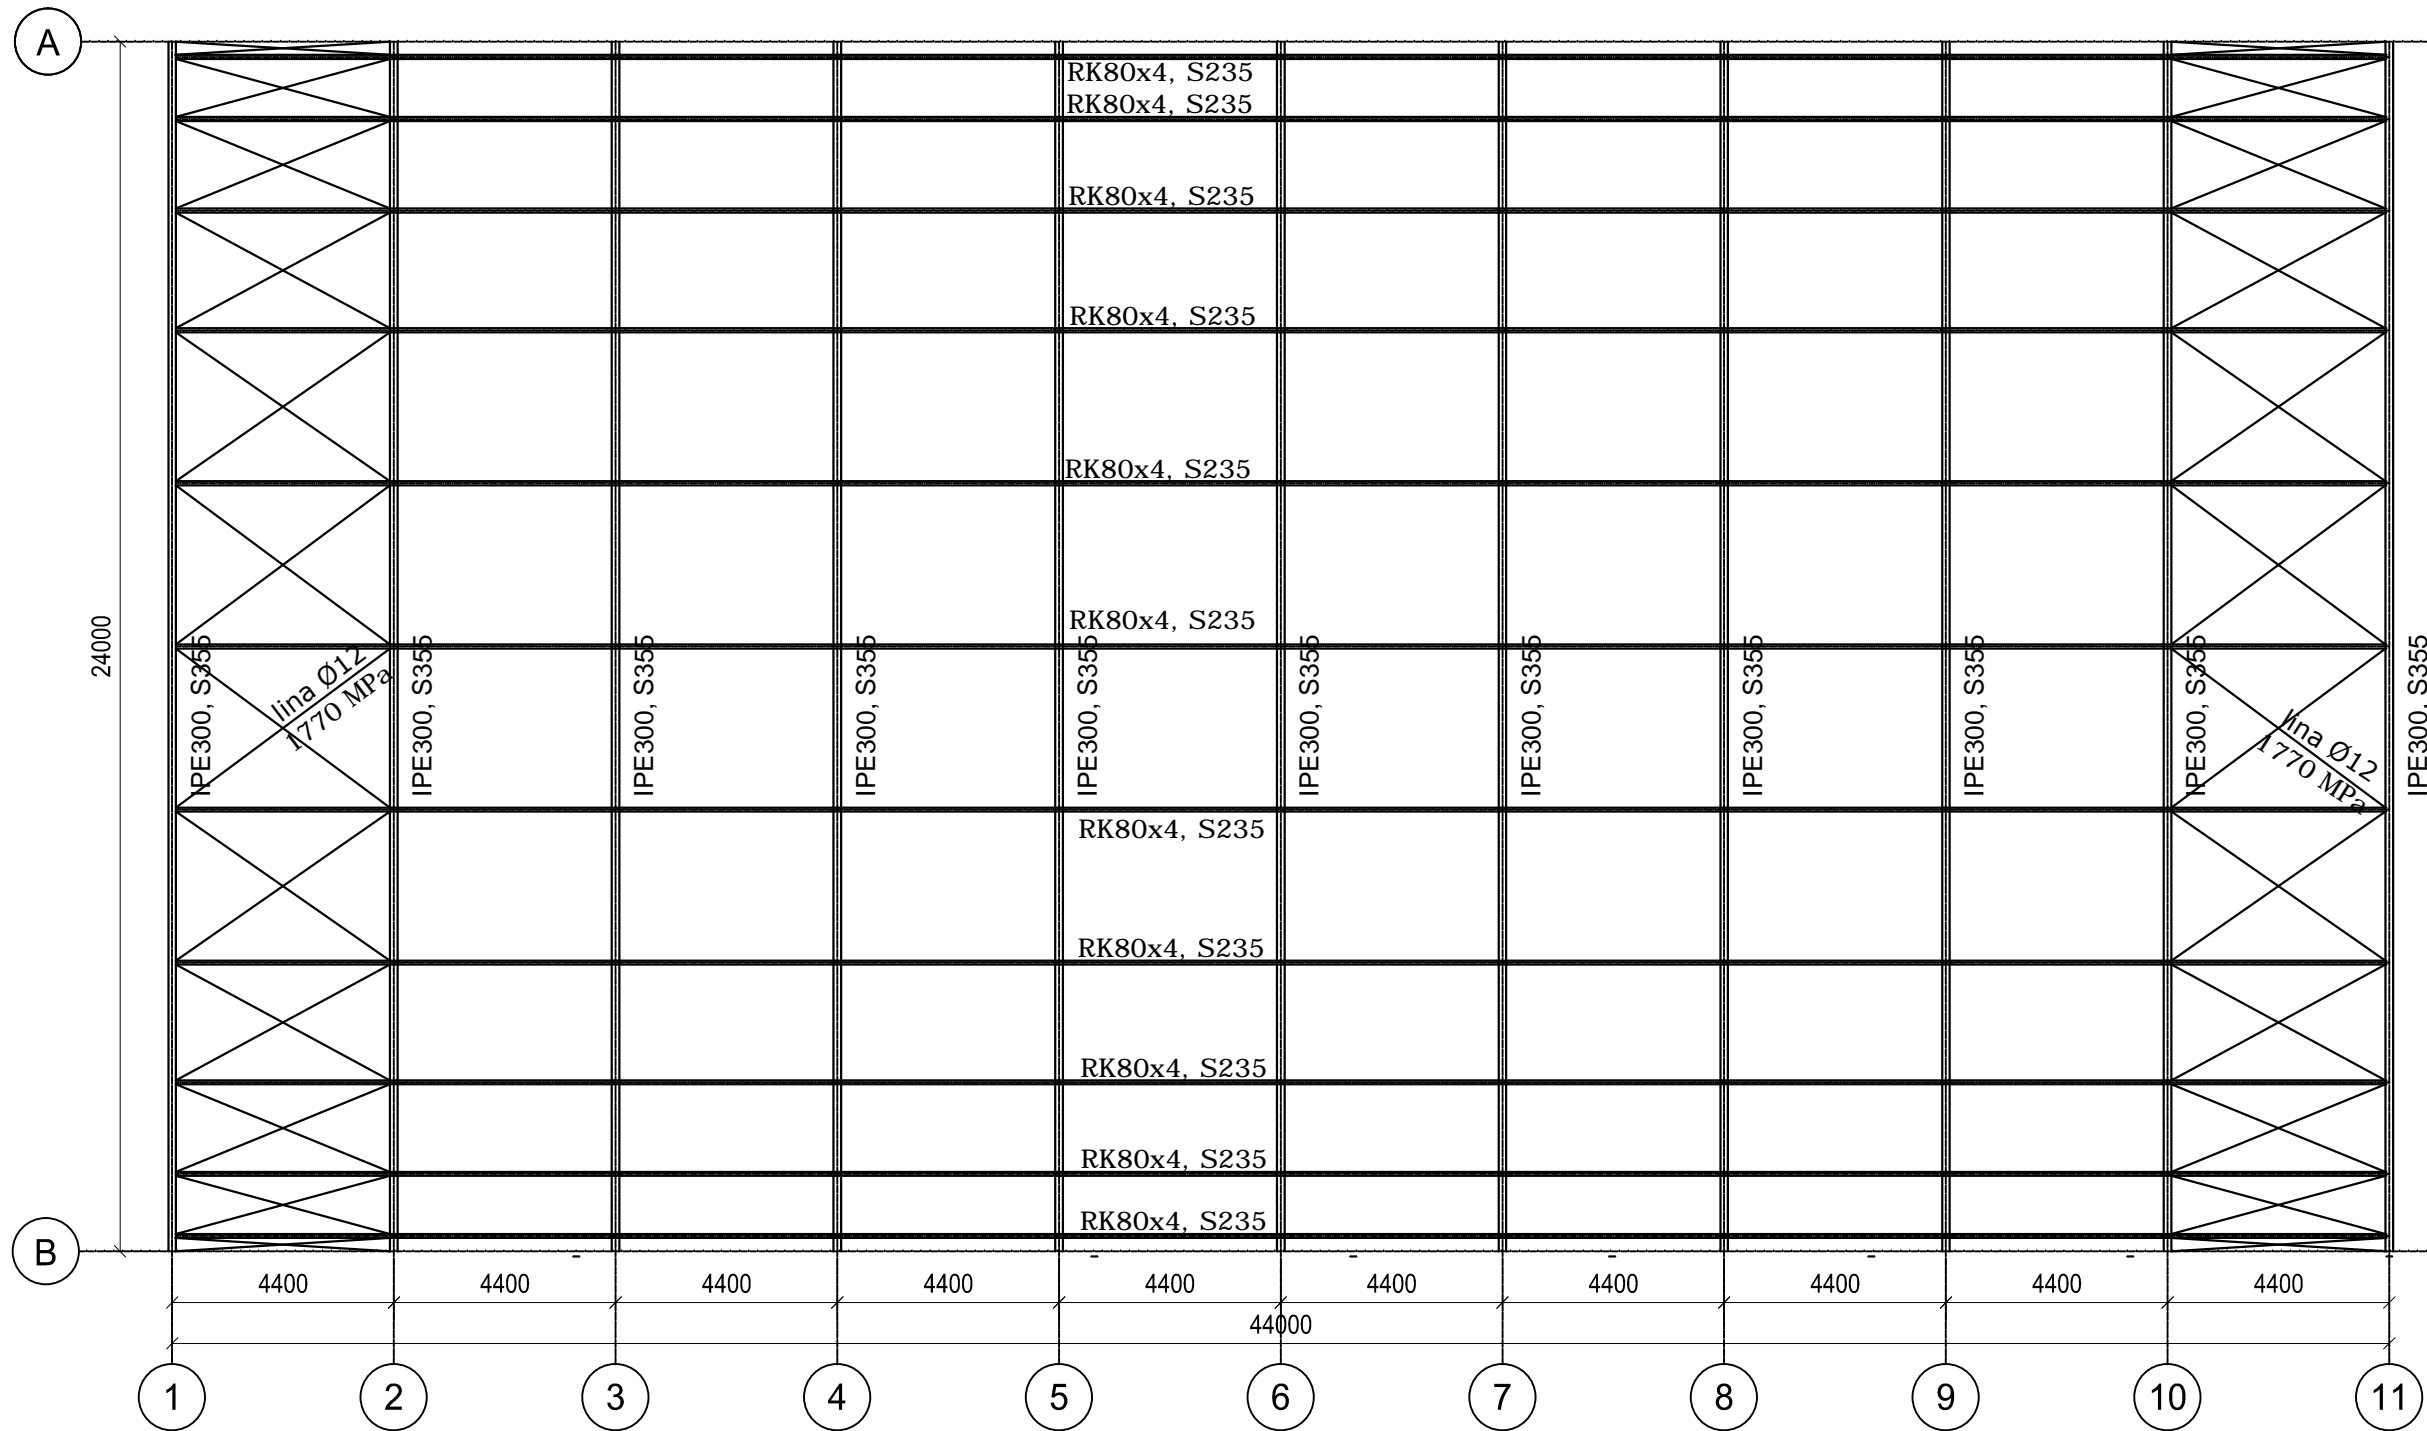 A
RK80x4, S235
RK80x4, S235
RK80x4, S235
RK80x4, S235
RK80x4, S235
RK80x4, S235
24000
IPE300, S355
lina Ø12
1770 MPa
IPE300, S355
IPE300, S355
IPE300, S355
IPE300, S355
IPE300, S355
IPE300, S355
IPE300, S355
IPE300, S355
IPE300, S355
lina Ø12
1770 MPa
IPE300, S355
RK80x4, S235
RK80x4, S235
RK80x4, S235
RK80x4, S235
RK80x4, S235
B
4400 4400 4400 4400 4400 4400 4400 4400 4400 4400
44000
1 2 3 4 5 6 7 8 9 10 11